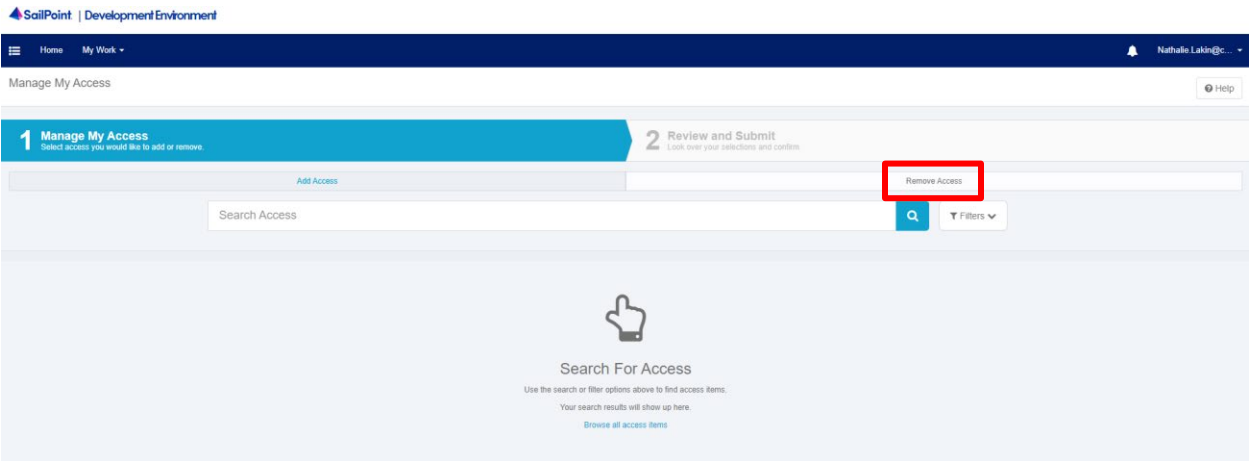 SailPoint | Development Environment
Home My Work
Nathalie.Lakin@c...
Manage My Access
Help
1 Manage My Access
Select access you would like to add or remove.
2 Review and Submit
Look over your selections and confirm.
Add Access
Remove Access
Search Access
Filters
Search For Access
Use the search or filter options above to find access items.
Your search results will show up here.
Browse all access items